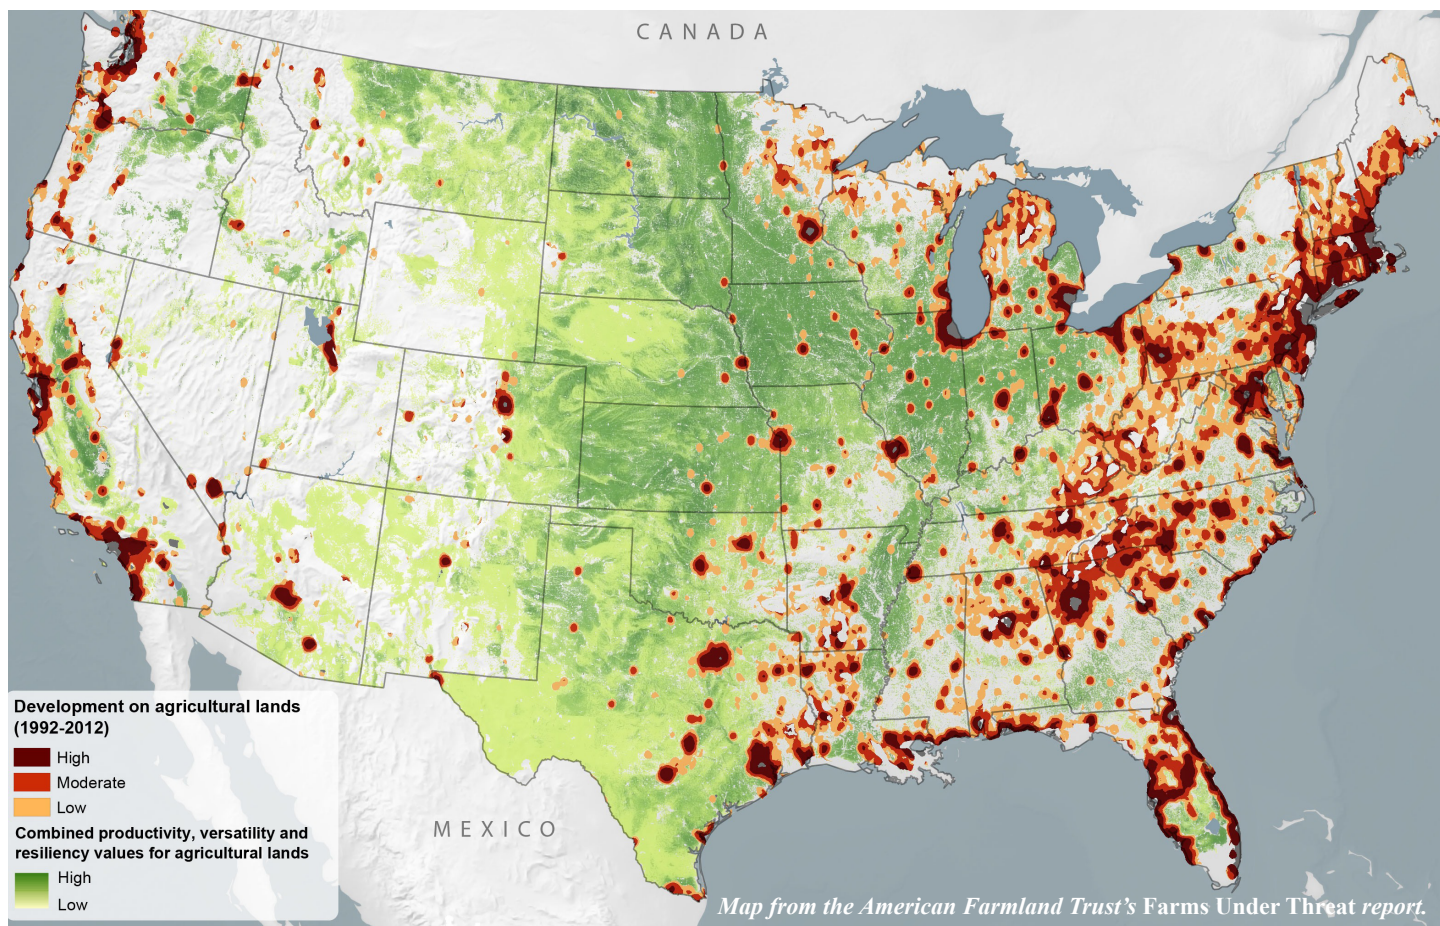 CANADA
MEXICO
Development on agricultural lands
(1992-2012)
High
Moderate
Low
Combined productivity, versatility and
resiliency values for agricultural lands
High
Low
Map from the American Farmland Trust's Farms Under Threat report.